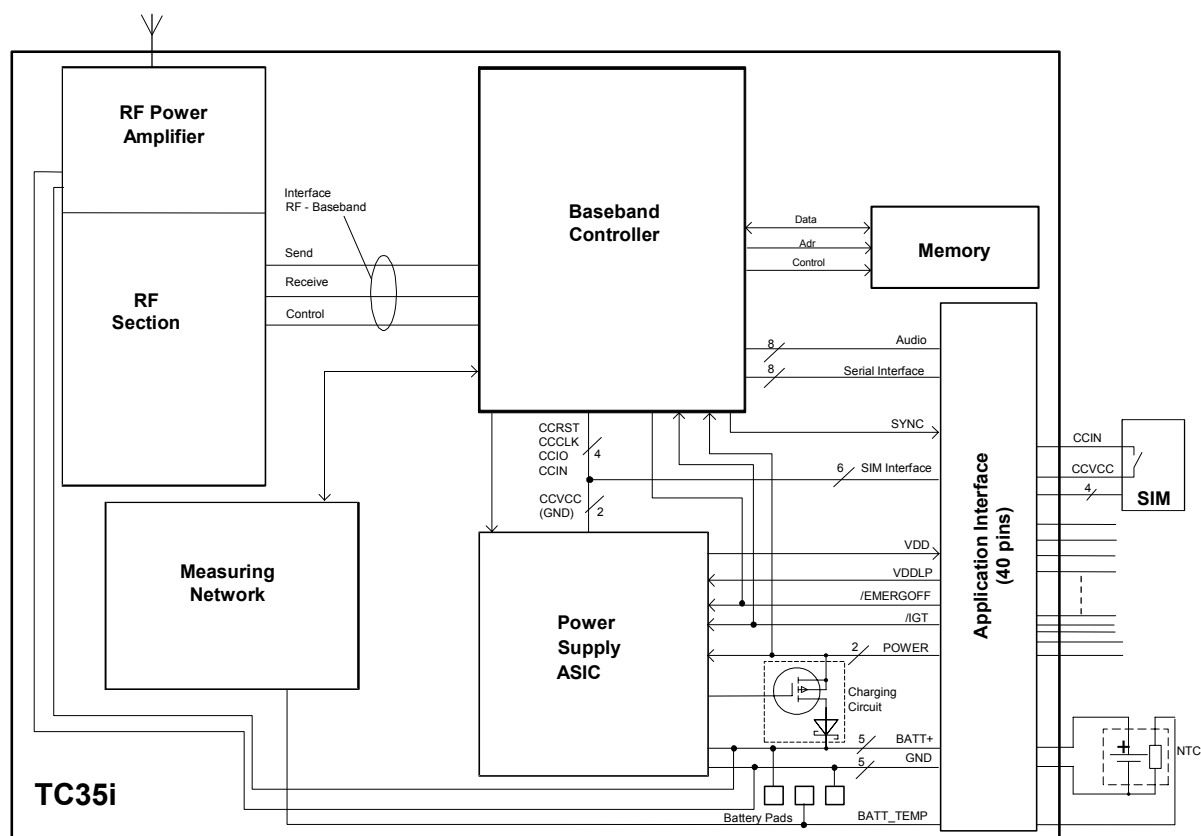 RF Power
Amplifier
Interface
RF - Baseband
Baseband
Controller
Data
Adr
Control
Memory
Send
Receive
Control
RF
Section
8
Audio
8
Serial Interface
SYNC
CCRST
CCCLK
CCIO
CCIN
4
6
SIM Interface
CCVCC
(GND)
2
CCIN
CCVCC
4
SIM
Measuring
Network
Power
Supply
ASIC
VDD
VDDLP
/EMERGOFF
/IGT
2
POWER
Charging
Circuit
Application Interface
(40 pins)
5
BATT+
5
GND
+
NTC
TC35i
Battery Pads
BATT_TEMP